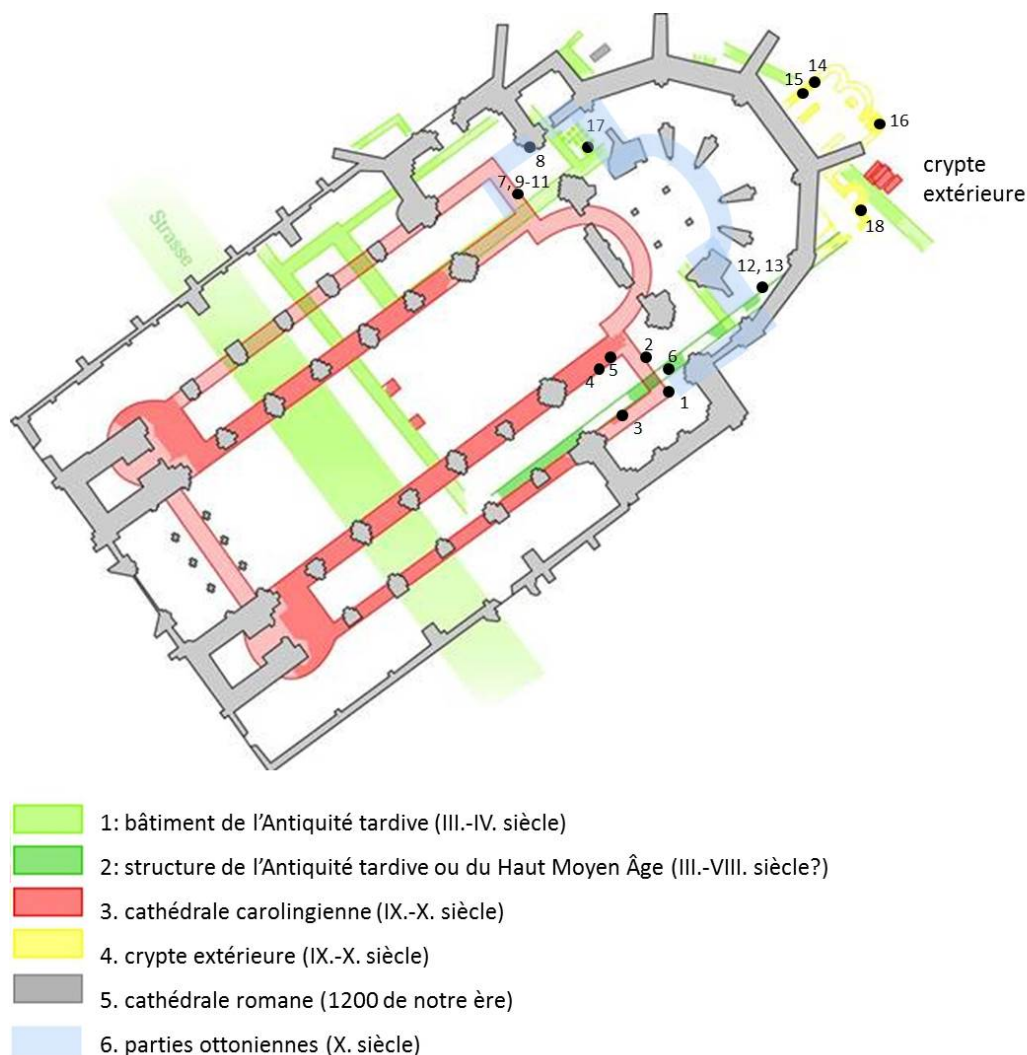 14
15
16
17
8
crypte
extérieure
7, 9-11
Strasse
18
12, 13
2
6
5
4
1
3
1: bâtiment de l'Antiquité tardive (III.-IV. siècle)
2: structure de l'Antiquité tardive ou du Haut Moyen Âge (III.-VIII. siècle?)
3. cathédrale carolingienne (IX.-X. siècle)
4. crypte extérieure (IX.-X. siècle)
5. cathédrale romane (1200 de notre ère)
6. parties ottoniennes (X. siècle)